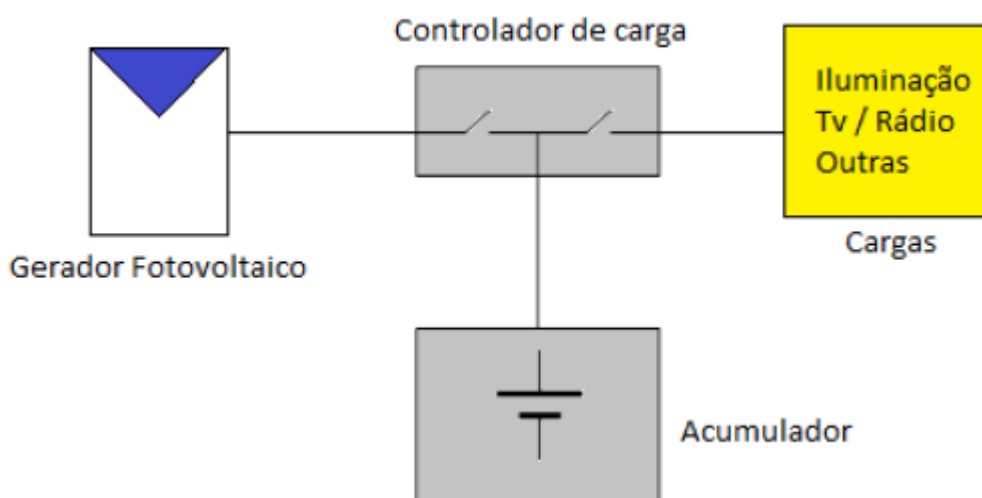 Controlador de carga
Iluminação
Tv / Rádio
Outras
Cargas
Gerador Fotovoltaico
Acumulador